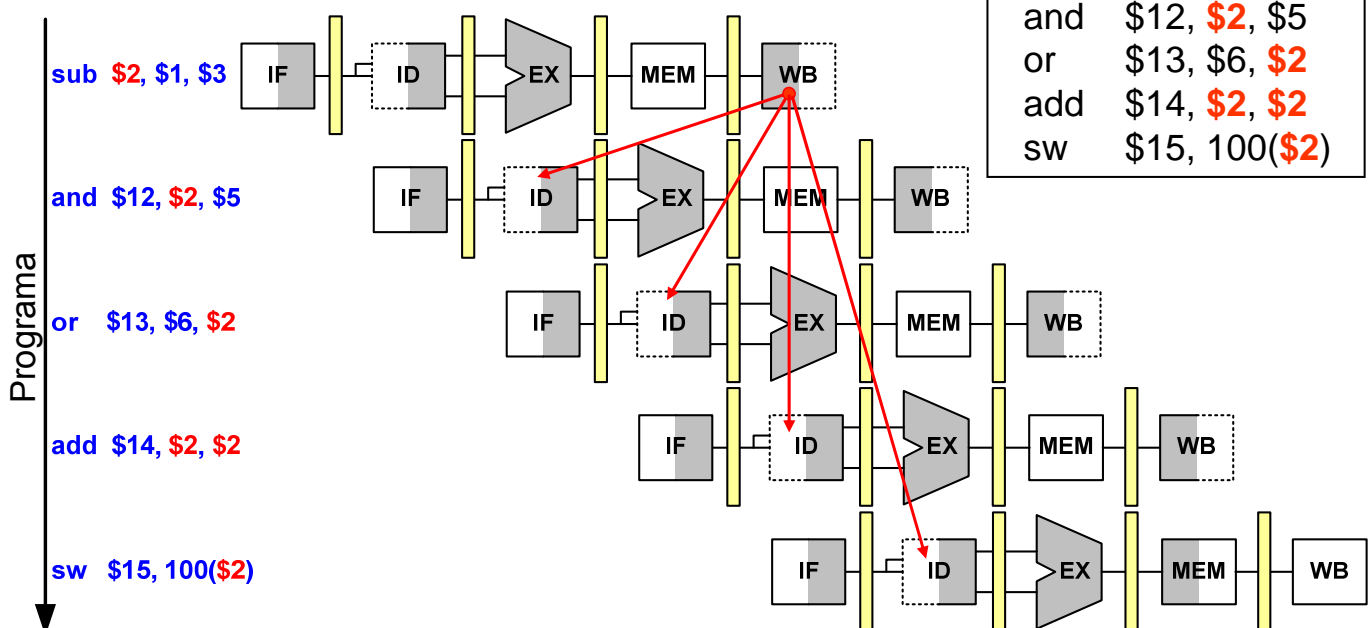 and $12, $2, $5
or $13, $6, $2
add $14, $2, $2
sw $15, 100($2)
Programa
sub $2, $1, $3
IF ID EX MEM WB
and $12, $2, $5
IF ID EX MEM WB
or $13, $6, $2
IF ID EX MEM WB
add $14, $2, $2
IF ID EX MEM WB
sw $15, 100($2)
IF ID EX MEM WB